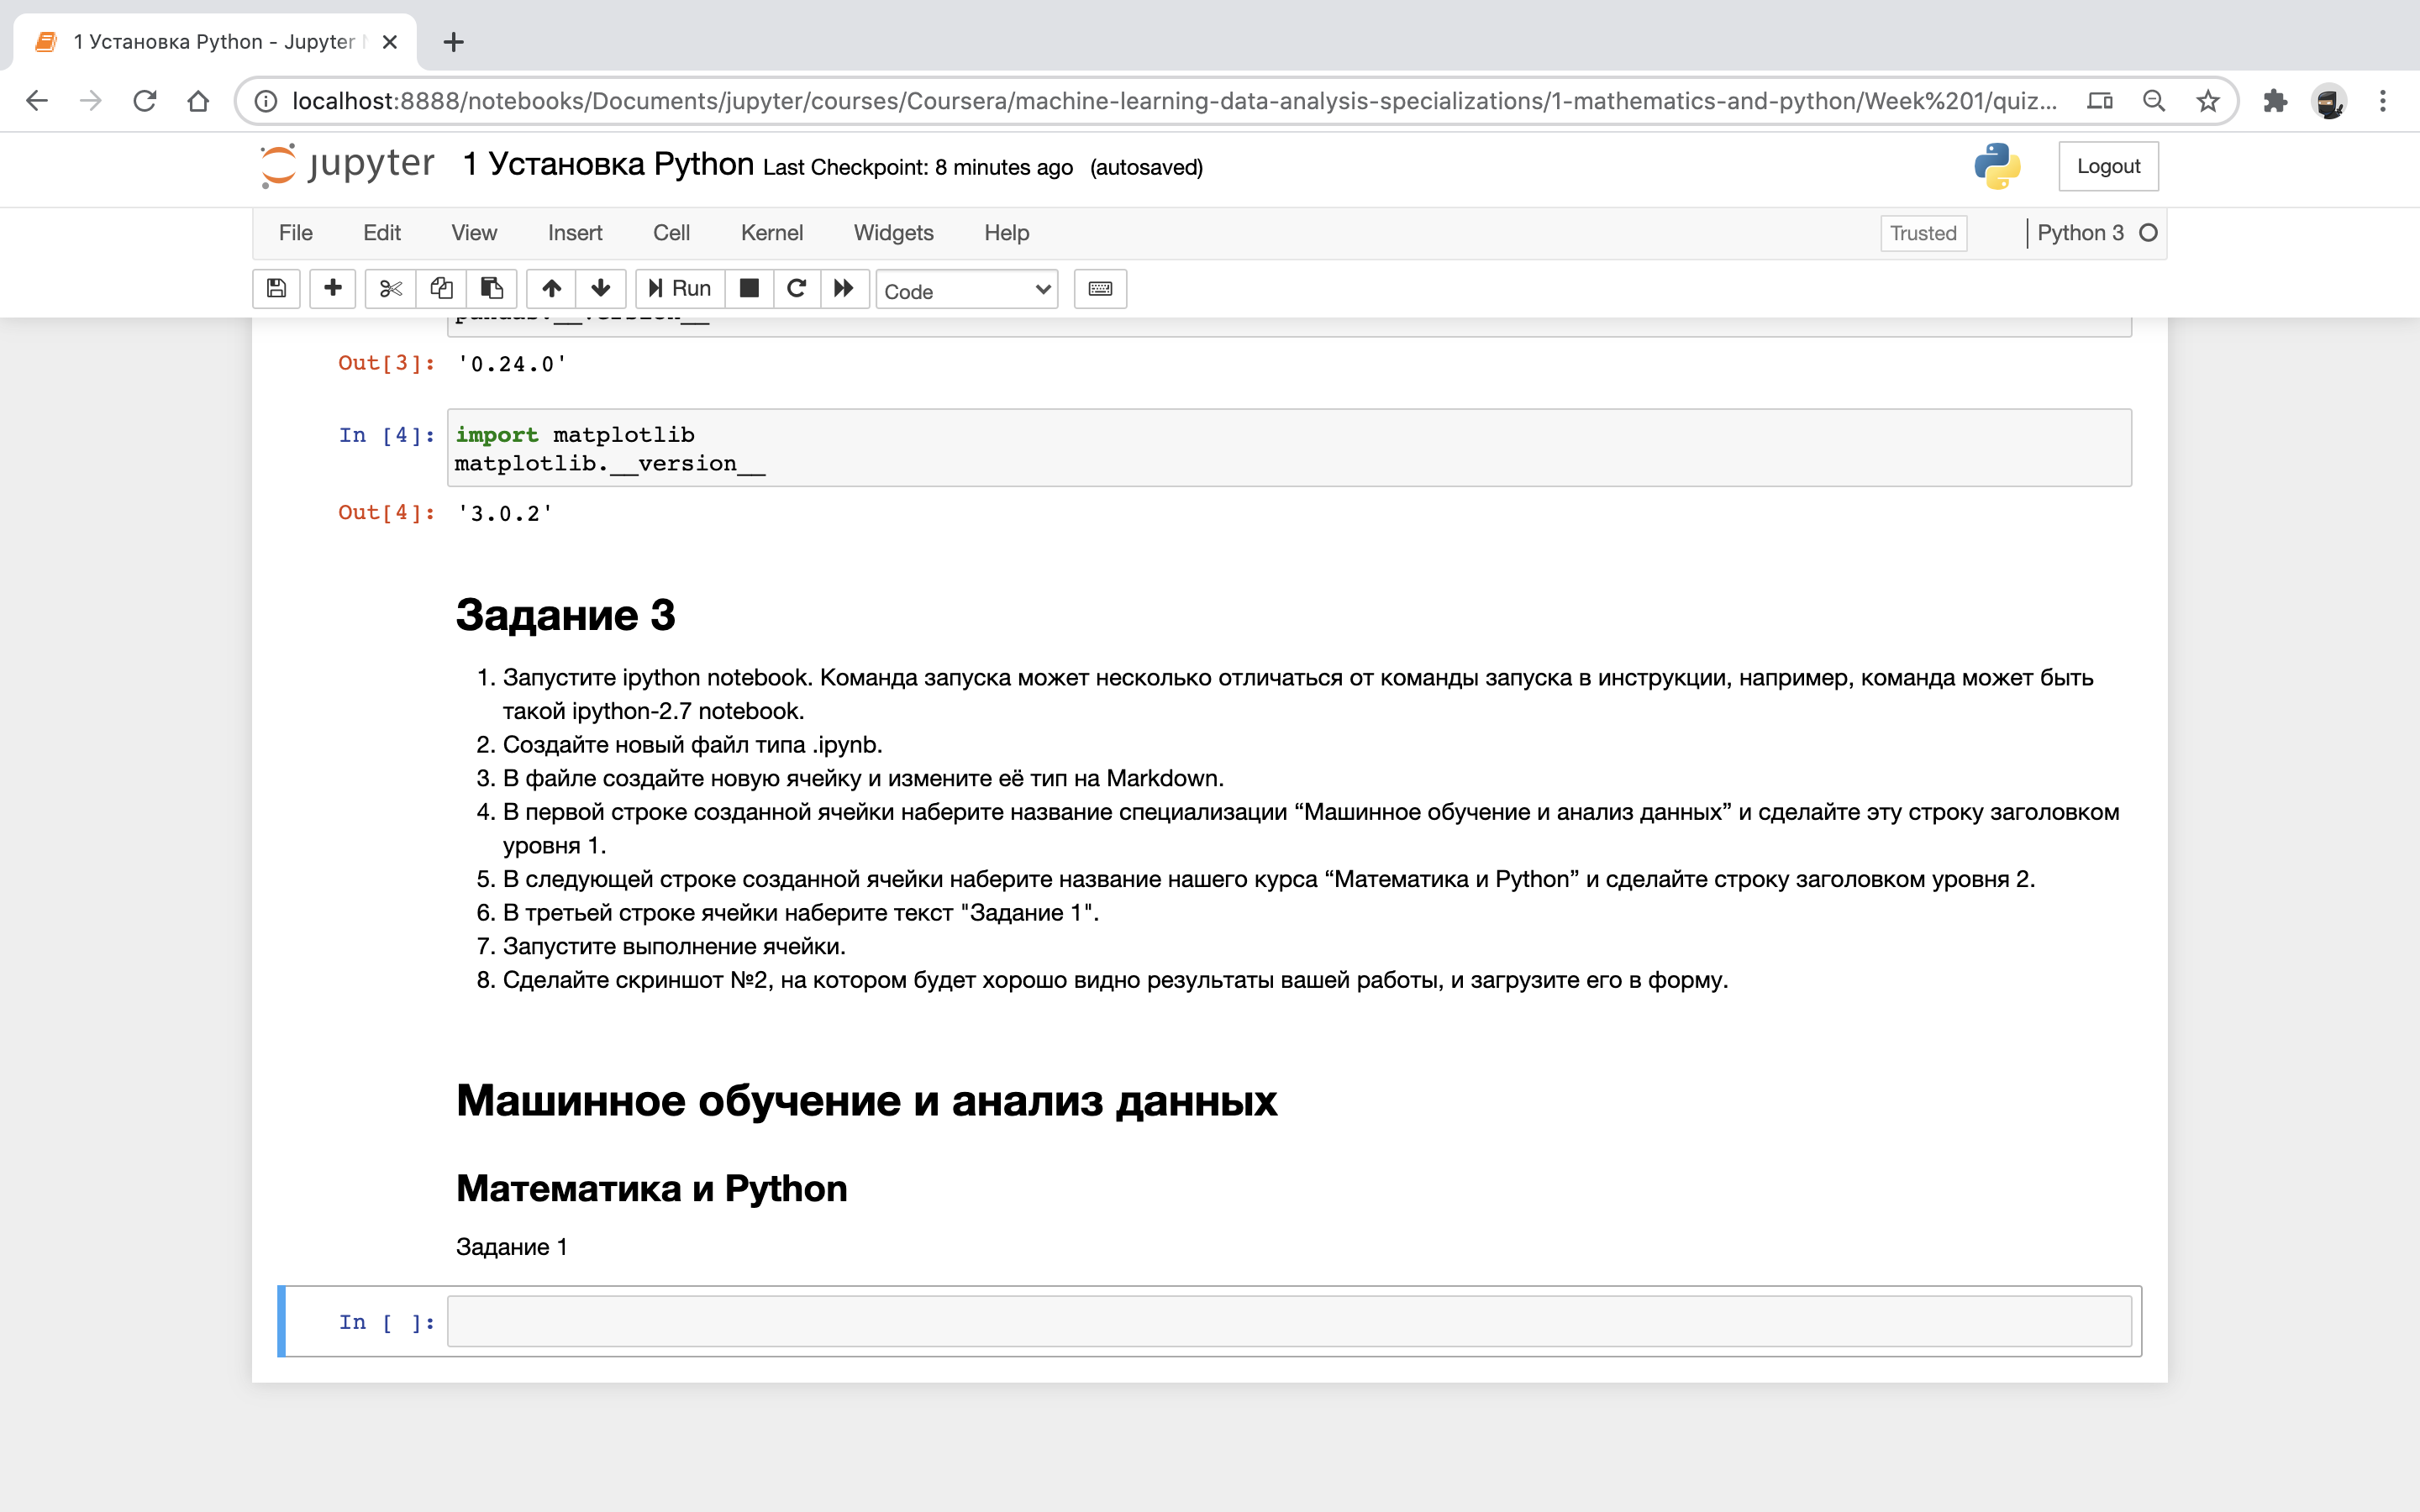 1 Установка Python - Jupyter
localhost:8888/notebooks/Documents/jupyter/courses/Coursera/machine-learning-data-analysis-specializations/1-mathematics-and-python/Week%201/quiz...
jupyter 1 Установка Python Last Checkpoint: 8 minutes ago (autosaved)
Logout
File Edit View Insert Cell Kernel Widgets Help Trusted Python 3
Run Code
pandas.__version__
Out[3]: '0.24.0'
In [4]: import matplotlib
matplotlib.__version__
Out[4]: '3.0.2'
Задание 3
1. Запустите ipython notebook. Команда запуска может несколько отличаться от команды запуска в инструкции, например, команда может быть
такой ipython-2.7 notebook.
2. Создайте новый файл типа .ipynb.
3. В файле создайте новую ячейку и измените её тип на Markdown.
4. В первой строке созданной ячейки наберите название специализации “Машинное обучение и анализ данных” и сделайте эту строку заголовком
уровня 1.
5. В следующей строке созданной ячейки наберите название нашего курса “Математика и Python” и сделайте строку заголовком уровня 2.
6. В третьей строке ячейки наберите текст "Задание 1".
7. Запустите выполнение ячейки.
8. Сделайте скриншот №2, на котором будет хорошо видно результаты вашей работы, и загрузите его в форму.
Машинное обучение и анализ данных
Математика и Python
Задание 1
In [ ]: